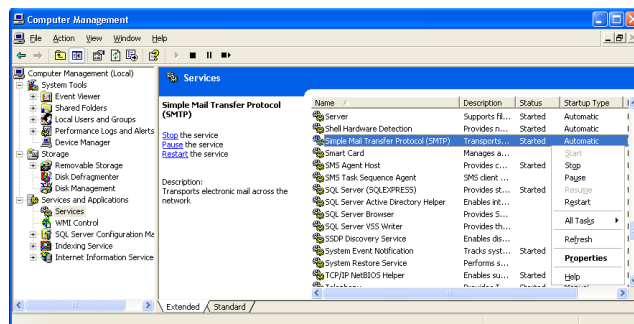 Computer Management
File Action View Window Help
Computer Management (Local)
System Tools
Event Viewer
Shared Folders
Local Users and Groups
Performance Logs and Alerts
Device Manager
Storage
Removable Storage
Disk Defragmenter
Disk Management
Services and Applications
Services
WMI Control
SQL Server Configuration Ma
Indexing Service
Internet Information Service
Services
Simple Mail Transfer Protocol
(SMTP)
Stop the service
Pause the service
Restart the service
Description:
Transports electronic mail across the
network
Name Description Status Startup Type
Server Supports fil... Started Automatic
Shell Hardware Detection Provides n... Started Automatic
Simple Mail Transfer Protocol (SMTP) Transports... Started Automatic
Smart Card Manages a...
SMS Agent Host Provides c... Started
SMS Task Sequence Agent SMS client ...
SQL Server (SQLEXPRESS) Provides st... Started
SQL Server Active Directory Helper Enables int...
SQL Server Browser Provides S...
SQL Server VSS Writer Provides th...
SSDP Discovery Service Enables dis...
System Event Notification Tracks syst... Started
System Restore Service Performs s...
TCP/IP NetBIOS Helper Enables su... Started
Start
Stop
Pause
Resume
Restart
All Tasks
Refresh
Properties
Help
Extended Standard